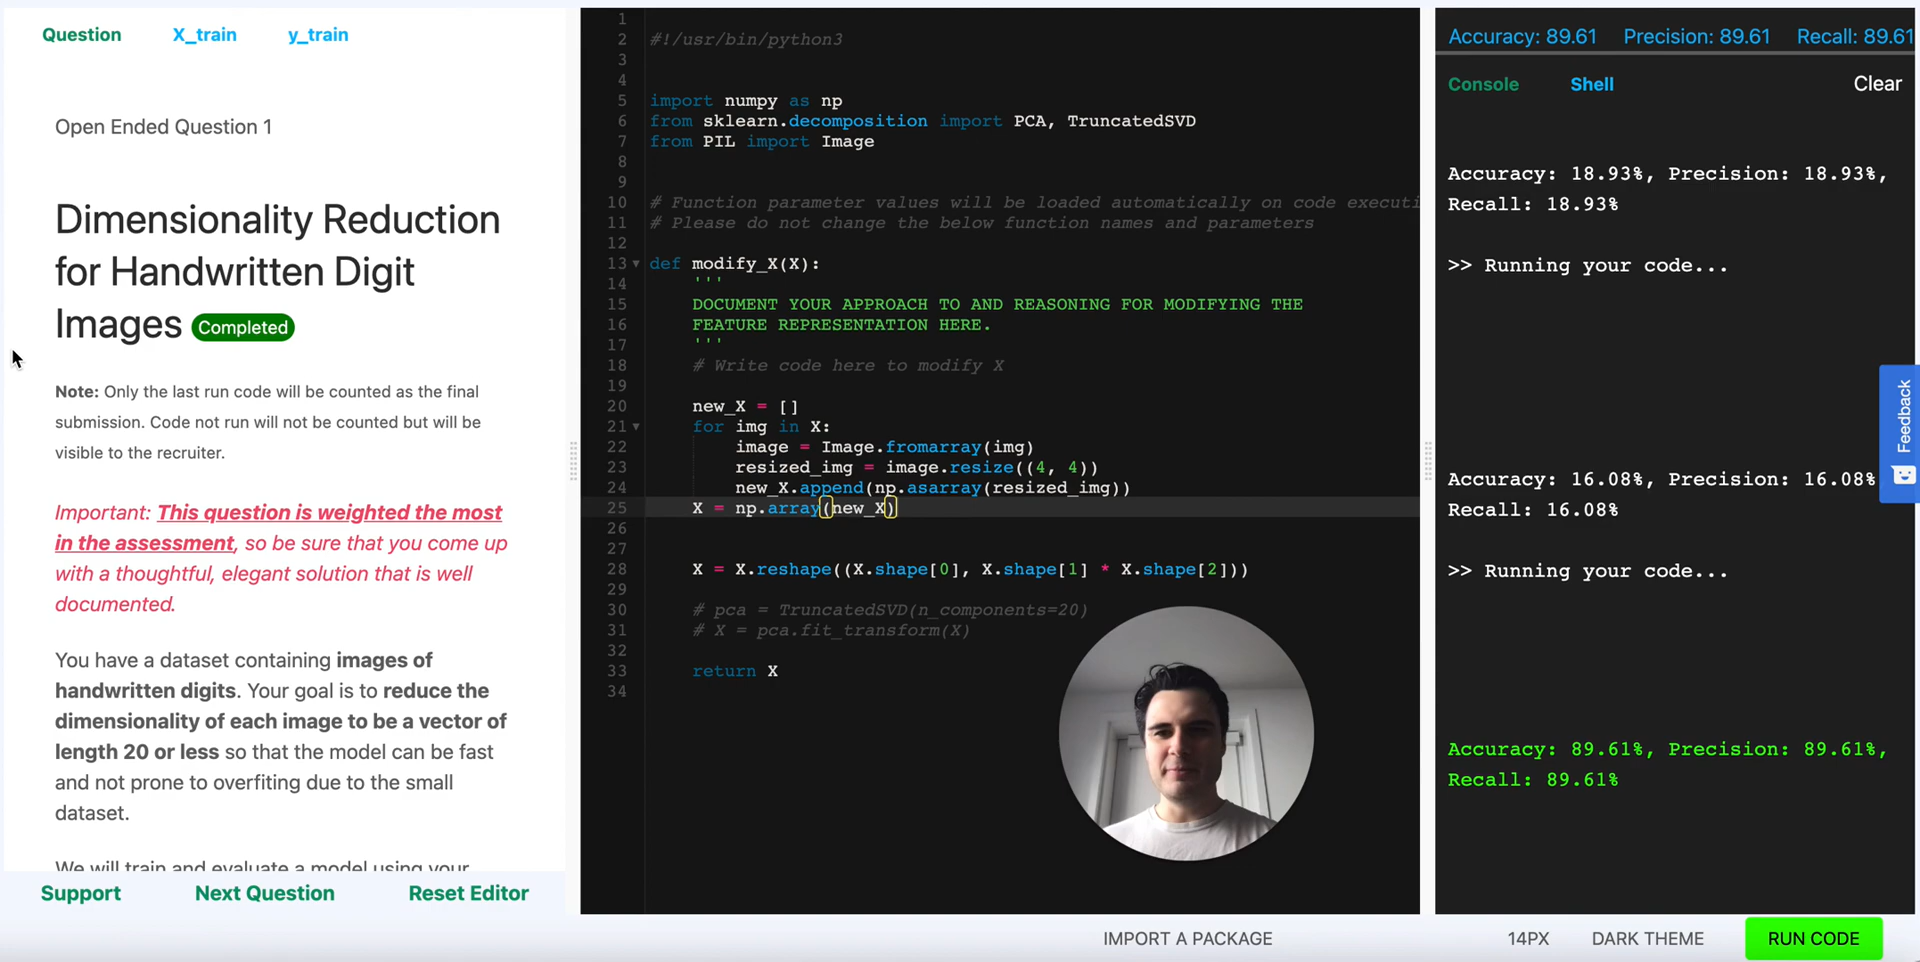 Question X_train y_train
Open Ended Question 1
Dimensionality Reduction
for Handwritten Digit
Images Completed
Note: Only the last run code will be counted as the final
submission. Code not run will not be counted but will be
visible to the recruiter.
Important: This question is weighted the most
in the assessment, so be sure that you come up
with a thoughtful, elegant solution that is well
documented.
You have a dataset containing images of
handwritten digits. Your goal is to reduce the
dimensionality of each image to be a vector of
length 20 or less so that the model can be fast
and not prone to overfiting due to the small
dataset.
We will train and evaluate a model using your
Support Next Question Reset Editor
1
2 #!/usr/bin/python3
3
4
5 import numpy as np
6 from sklearn.decomposition import PCA, TruncatedSVD
7 from PIL import Image
8
9
10 # Function parameter values will be loaded automatically on code executi
11 # Please do not change the below function names and parameters
12
13 def modify_X(X):
14 '''
15 DOCUMENT YOUR APPROACH TO AND REASONING FOR MODIFYING THE
16 FEATURE REPRESENTATION HERE.
17 '''
18 # Write code here to modify X
19
20 new_X = []
21 for img in X:
22 image = Image.fromarray(img)
23 resized_img = image.resize((4, 4))
24 new_X.append(np.asarray(resized_img))
25 X = np.array(new_X)
26
27
28 X = X.reshape((X.shape[0], X.shape[1] * X.shape[2]))
29
30 # pca = TruncatedSVD(n_components=20)
31 # X = pca.fit_transform(X)
32
33 return X
34
Accuracy: 89.61 Precision: 89.61 Recall: 89.61
Console Shell Clear
Accuracy: 18.93%, Precision: 18.93%,
Recall: 18.93%
>> Running your code...
Accuracy: 16.08%, Precision: 16.08%
Recall: 16.08%
>> Running your code...
Accuracy: 89.61%, Precision: 89.61%,
Recall: 89.61%
Feedback
IMPORT A PACKAGE 14PX DARK THEME RUN CODE